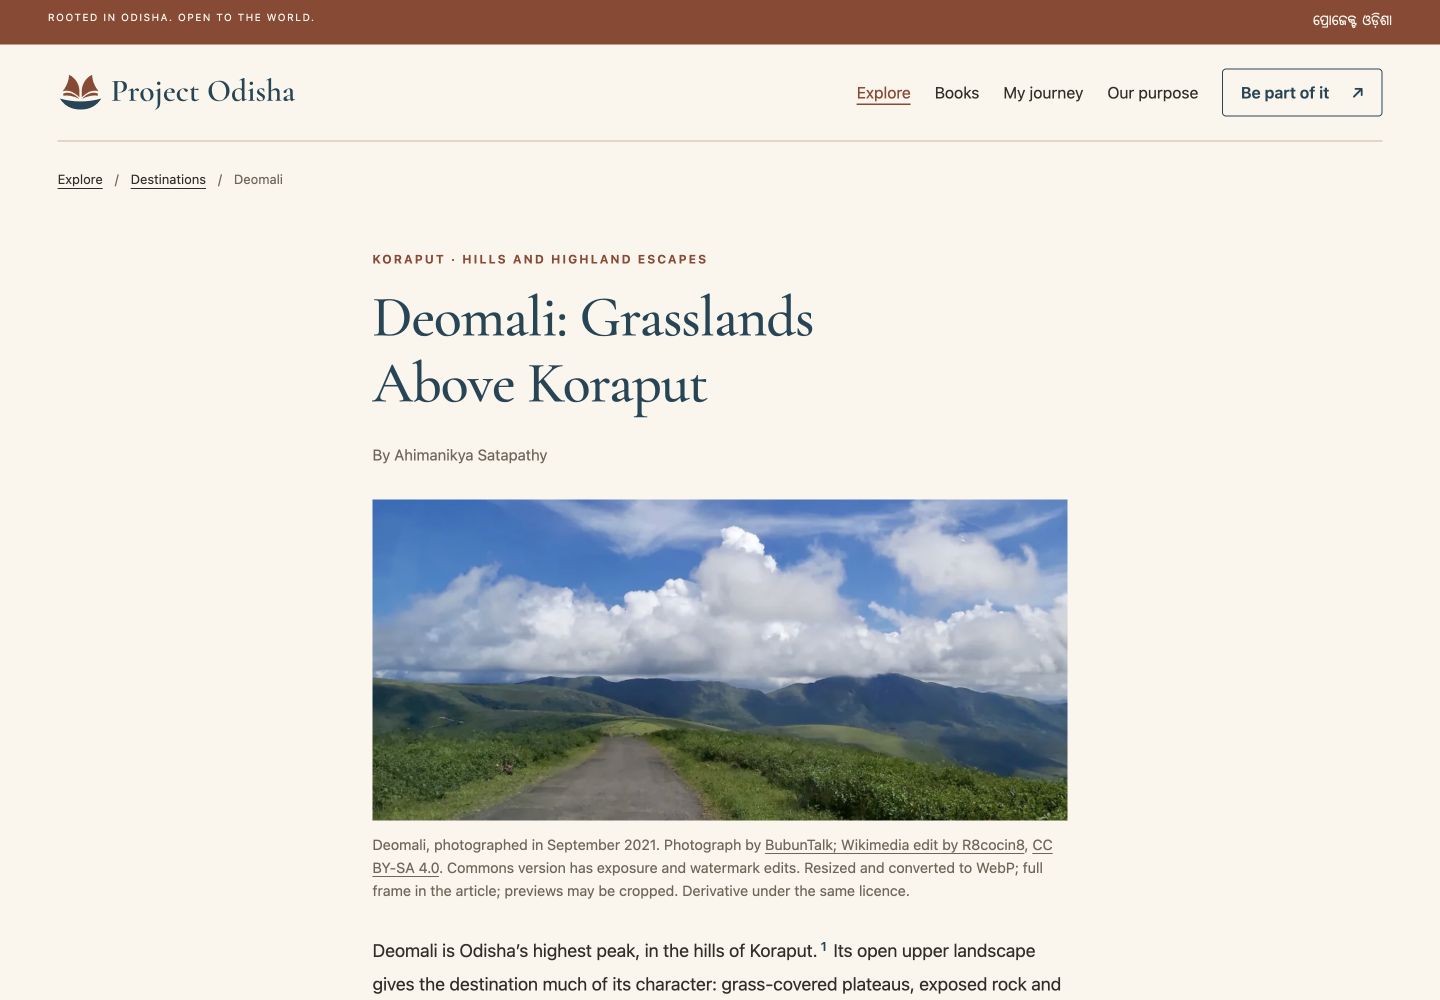 ROOTED IN ODISHA. OPEN TO THE WORLD.
ପ୍ରୋଜେକ୍ଟ ଓଡ଼ିଶା
Project Odisha
Explore Books My journey Our purpose Be part of it ↗
Explore / Destinations / Deomali
KORAPUT · HILLS AND HIGHLAND ESCAPES
Deomali: Grasslands
Above Koraput
By Ahimanikya Satapathy
Deomali, photographed in September 2021. Photograph by BubunTalk; Wikimedia edit by R8cocin8, CC
BY-SA 4.0. Commons version has exposure and watermark edits. Resized and converted to WebP; full
frame in the article; previews may be cropped. Derivative under the same licence.
Deomali is Odisha’s highest peak, in the hills of Koraput. 1 Its open upper landscape
gives the destination much of its character: grass-covered plateaus, exposed rock and